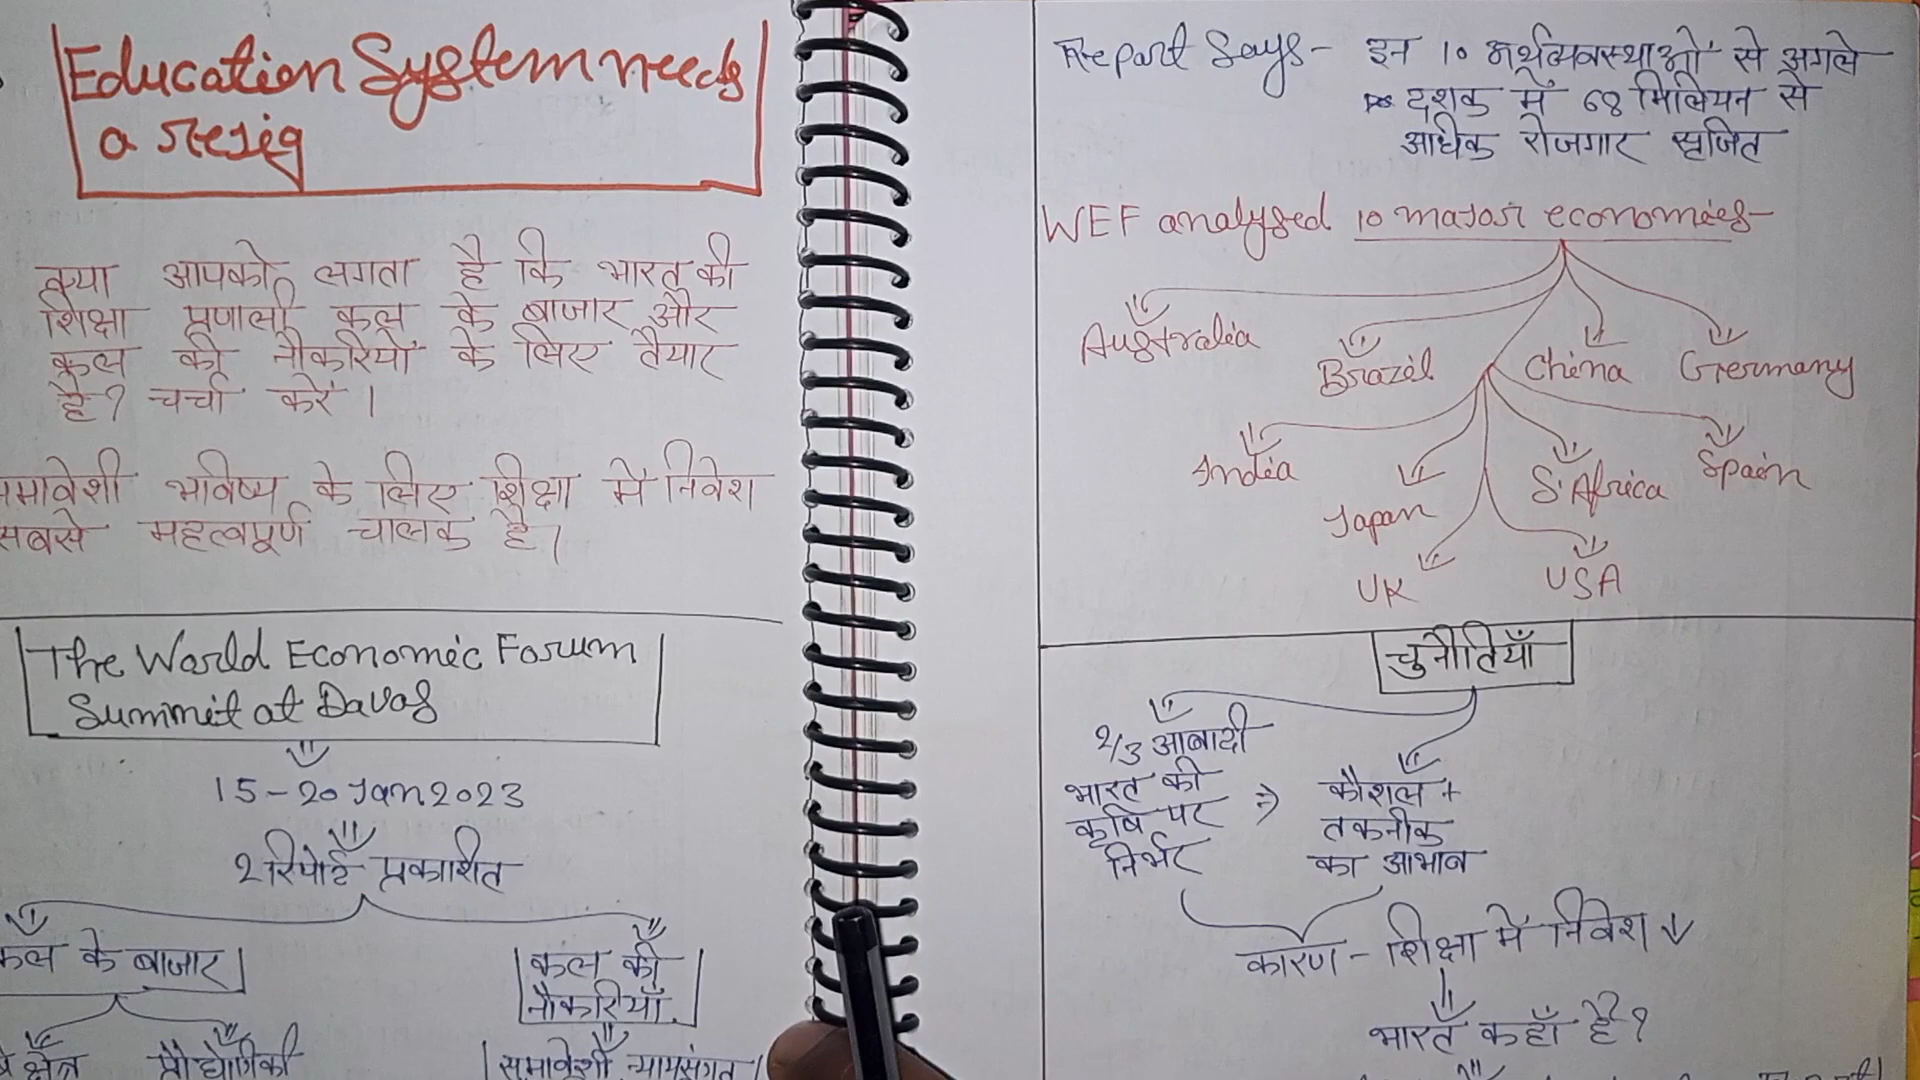 Education System needs
a resig
क्या आपको लगता है कि भारत की
शिक्षा प्रणाली कल के बाजार और
कल की नौकरियों के लिए तैयार
है? चर्चा करें।
समावेशी भविष्य के लिए शिक्षा में निवेश
सबसे महत्वपूर्ण चालक है।
The World Economic Forum
Summit at Davos
15-20 Jan 2023
2 रिपोर्ट प्रकाशित
कल के बाजार
कल की
नौकरियाँ
क्षेत्र प्रौद्योगिकी
समावेशी न्यायसंगत
Report Says- इन 10 अर्थव्यवस्थाओं से अगले
दशक में 68 मिलियन से
अधिक रोजगार सृजित
WEF analysed 10 major economies-
Australia
Brazil China Germany
India
Japan S.Africa Spain
UK USA
चुनौतियाँ
2/3 आबादी
भारत की
कृषि पर
निर्भर
⇒
कौशल +
तकनीक
का आभाव
कारण - शिक्षा में निवेश ↓
भारत कहाँ है?